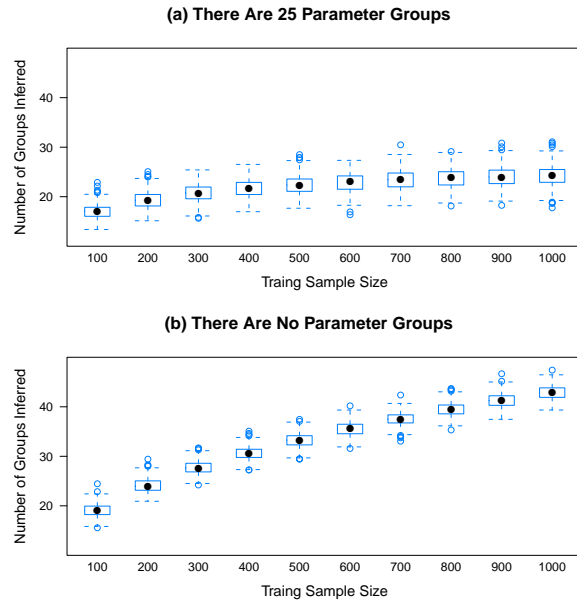 (a) There Are 25 Parameter Groups
Number of Groups Inferred
40
30
20
100 200 300 400 500 600 700 800 900 1000
Traing Sample Size
(b) There Are No Parameter Groups
Number of Groups Inferred
40
30
20
100 200 300 400 500 600 700 800 900 1000
Traing Sample Size